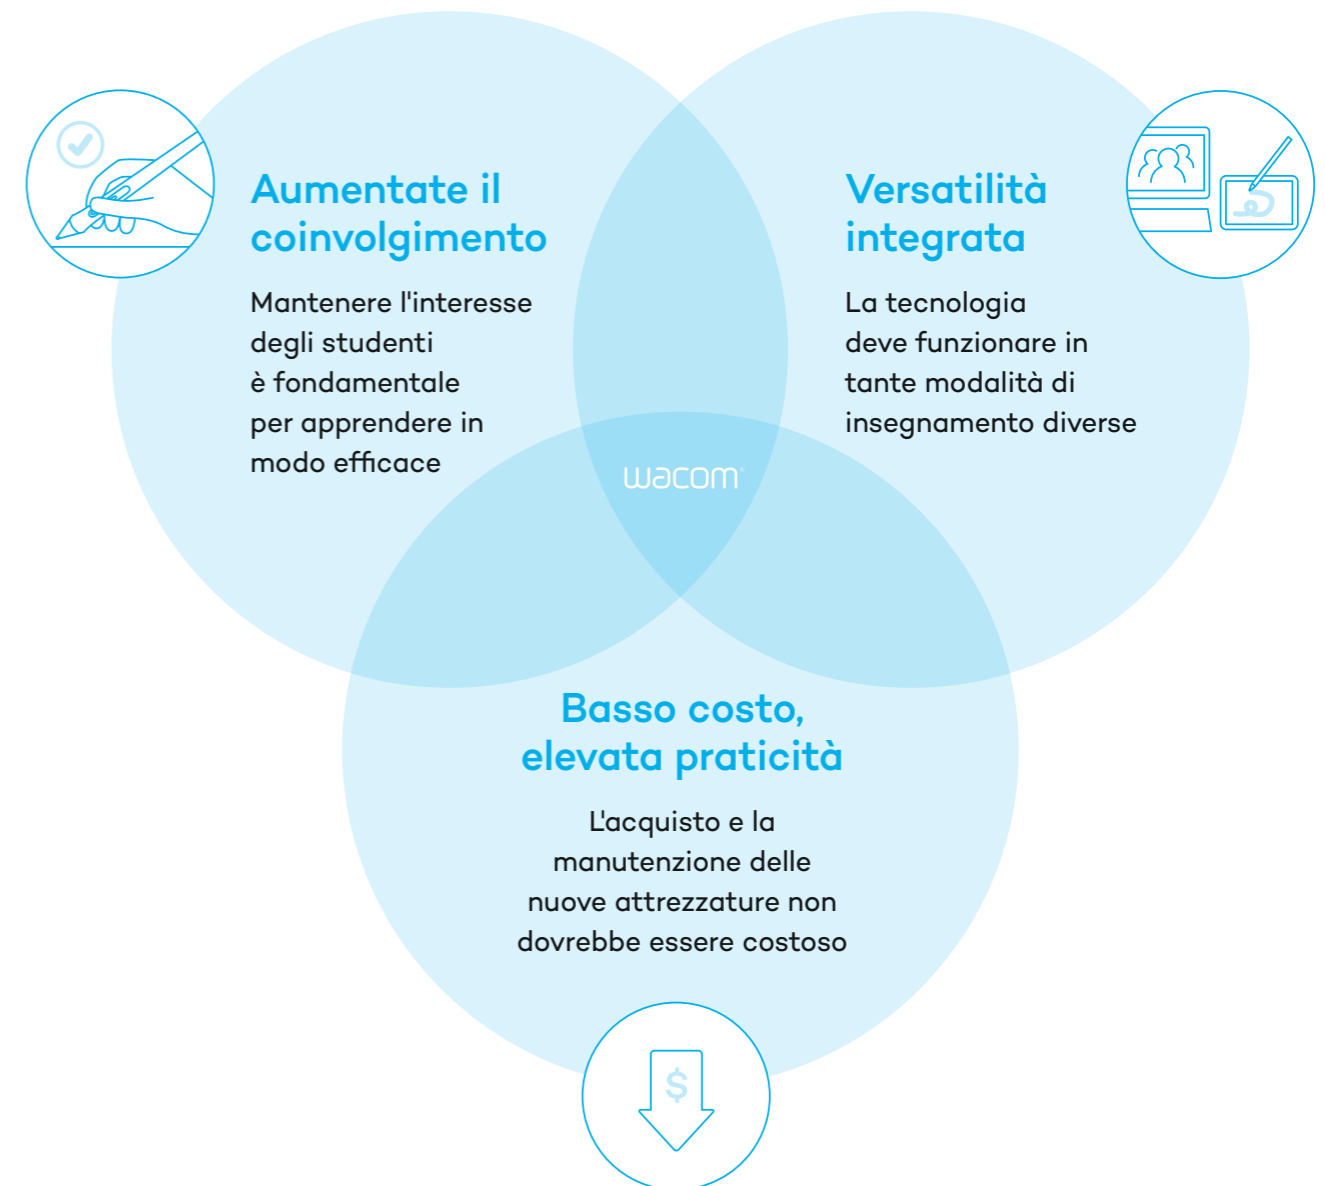 Aumentate il
coinvolgimento
Mantenere l'interesse
degli studenti
è fondamentale
per apprendere in
modo efficace
Versatilità
integrata
La tecnologia
deve funzionare in
tante modalità di
insegnamento diverse
wacom®
Basso costo,
elevata praticità
L'acquisto e la
manutenzione delle
nuove attrezzature non
dovrebbe essere costoso
$